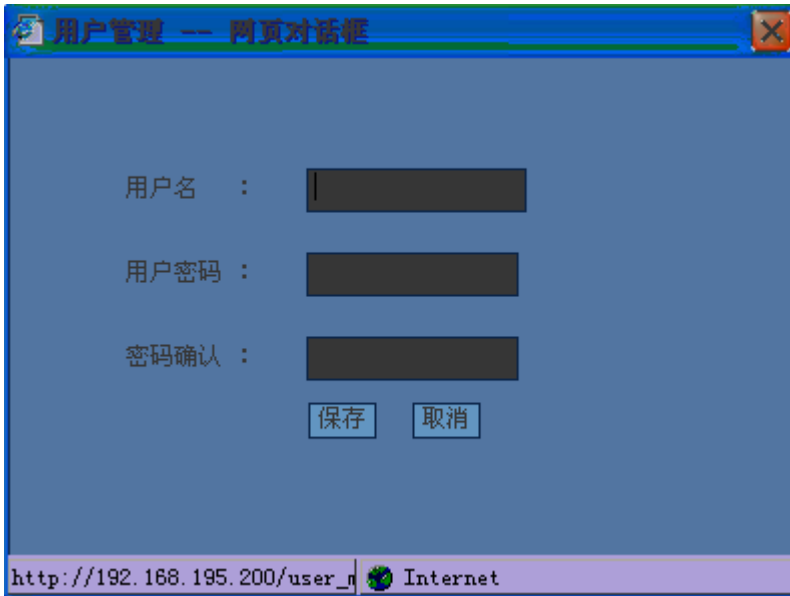 用户管理 -- 网页对话框
用户名 :
用户密码 :
密码确认 :
保存 取消
http://192.168.195.200/user_m Internet